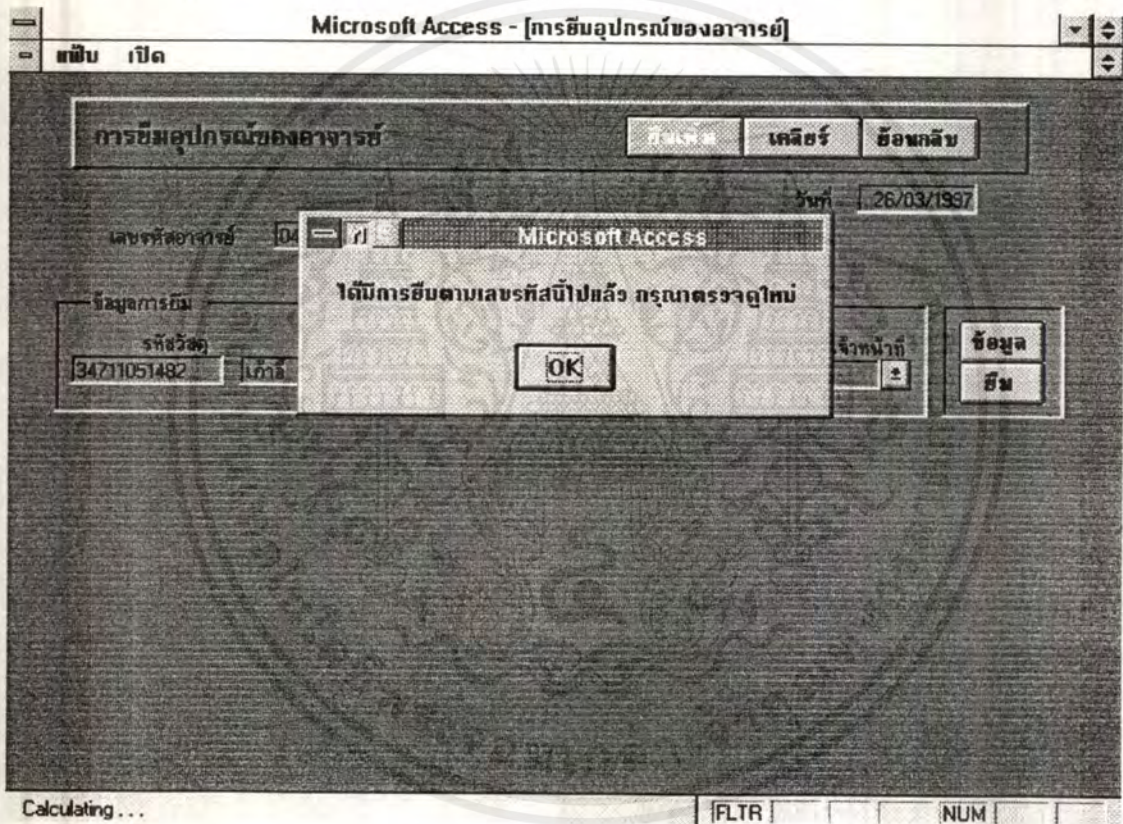 Microsoft Access - [การยืมอุปกรณ์ของอาจารย์]
แฟ้ม เปิด
การยืมอุปกรณ์ของอาจารย์
ยืมเพิ่ม เคลียร์ ย้อนกลับ
วันที่ 26/03/1997
เลขรหัสอาจารย์ 04
Microsoft Access
ได้มีการยืมตามเลขรหัสนี้ไปแล้ว กรุณาตรวจดูใหม่
OK
ข้อมูลการยืม
รหัสวัสดุ
34711051482 เก้าอี้
เจ้าหน้าที่
ข้อมูล
ยืม
Calculating . . .
FLTR NUM